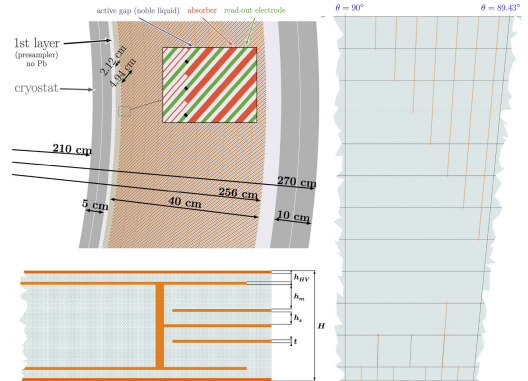 active gap (noble liquid) absorber read-out electrode
1st layer
(presampler)
no Pb
cryostat
2.12 cm
4.94 cm
210 cm
270 cm
256 cm
5 cm
40 cm
10 cm
h_HV
h_m
h_s
t
H
θ = 90°
θ = 89.43°